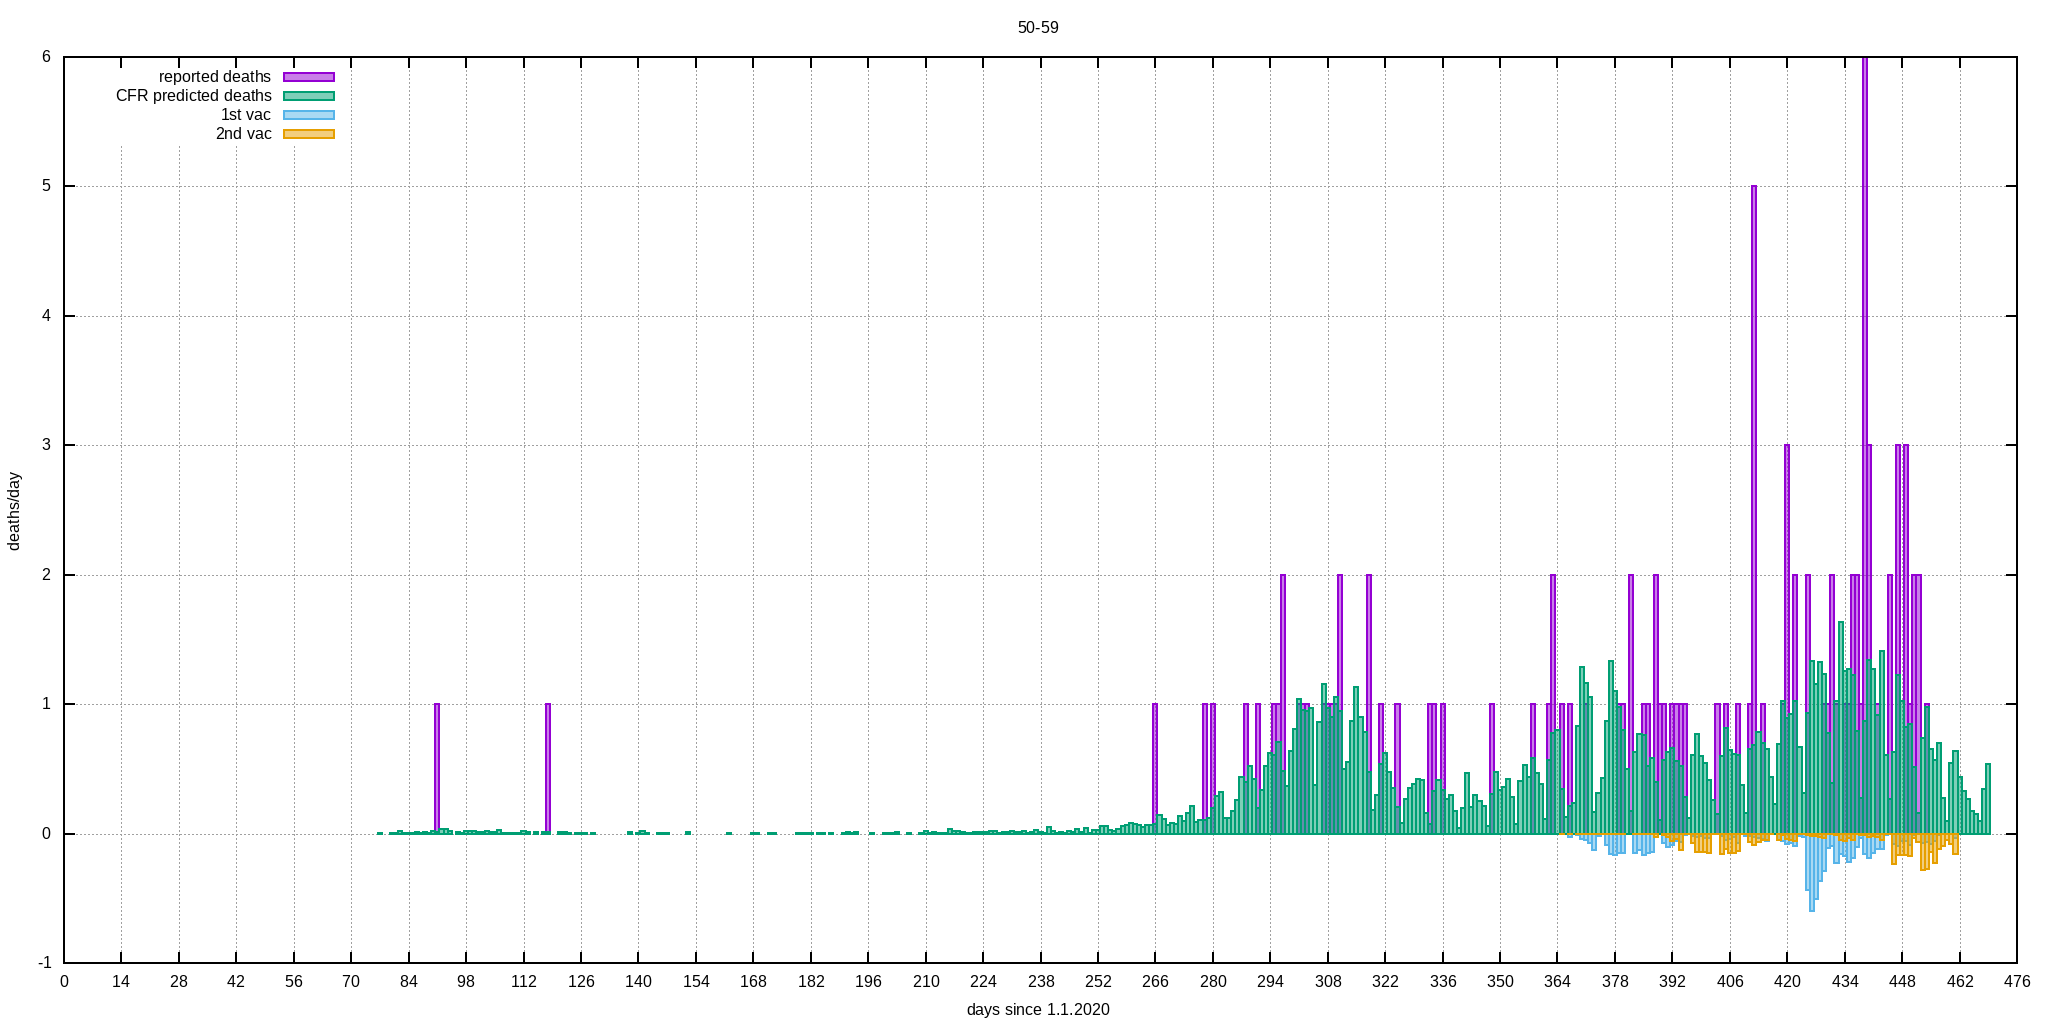 50-59
reported deaths
CFR predicted deaths
1st vac
2nd vac
6
5
4
3
2
1
0
-1
deaths/day
0 14 28 42 56 70 84 98 112 126 140 154 168 182 196 210 224 238 252 266 280 294 308 322 336 350 364 378 392 406 420 434 448 462 476
days since 1.1.2020